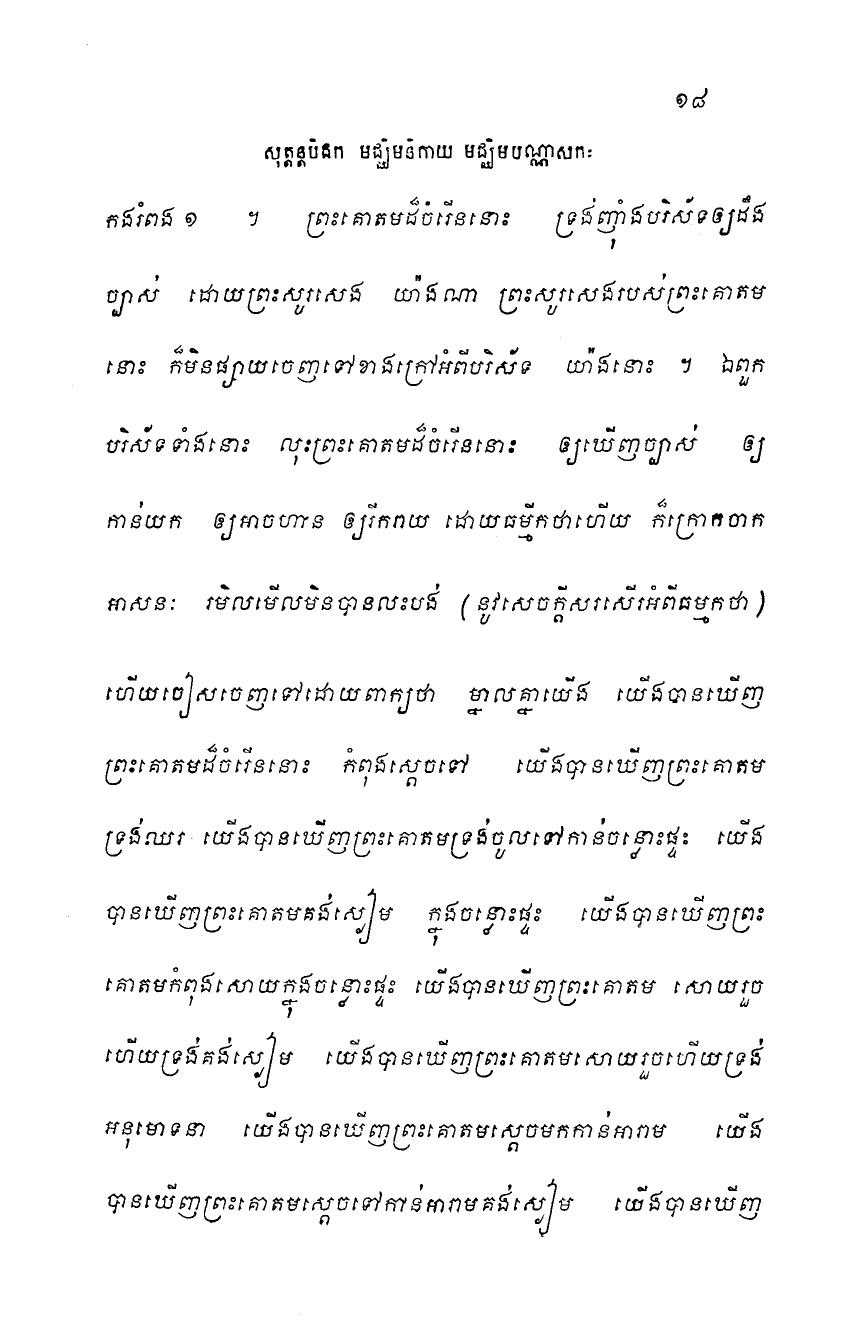 ១៨
សុត្តន្តបិដក មជ្ឈិមនិកាយ មជ្ឈិមបណ្ណាសកៈ
កងរំពង ១ ។ ព្រះគោតមដ៏ចំរើននោះ ទ្រង់ញ៉ាំងបរិស័ទឲ្យដឹង
ច្បាស់ ដោយព្រះសូរសេង យ៉ាងណា ព្រះសូរសេងរបស់ព្រះគោតម
នោះ ក៏មិនផ្សាយចេញទៅខាងក្រៅអំពីបរិស័ទ យ៉ាងនោះ ។ ឯពួក
បរិស័ទទាំងនោះ លុះព្រះគោតមដ៏ចំរើននោះ ឲ្យឃើញច្បាស់ ឲ្យ
កាន់យក ឲ្យអាចហាន ឲ្យរីករាយ ដោយធម្មីកថាហើយ ក៏ក្រោកចាក
អាសនៈ រមិលមើលមិនបានលះបង់ (នូវសេចក្តីសរសើរអំពីធម្មកថា)
ហើយចៀសចេញទៅដោយពាក្យថា ម្នាលគ្នាយើង យើងបានឃើញ
ព្រះគោតមដ៏ចំរើននោះ កំពុងស្តេចទៅ យើងបានឃើញព្រះគោតម
ទ្រង់ឈរ យើងបានឃើញព្រះគោតមទ្រង់ចូលទៅកាន់ចន្លោះផ្ទះ យើង
បានឃើញព្រះគោតមគង់ស្ងៀម ក្នុងចន្លោះផ្ទះ យើងបានឃើញព្រះ
គោតមកំពុងសោយក្នុងចន្លោះផ្ទះ យើងបានឃើញព្រះគោតម សោយរួច
ហើយទ្រង់គង់ស្ងៀម យើងបានឃើញព្រះគោតមសោយរួចហើយទ្រង់
អនុមោទនា យើងបានឃើញព្រះគោតមស្តេចមកកាន់អារាម យើង
បានឃើញព្រះគោតមស្តេចទៅកាន់អារាមគង់ស្ងៀម យើងបានឃើញ